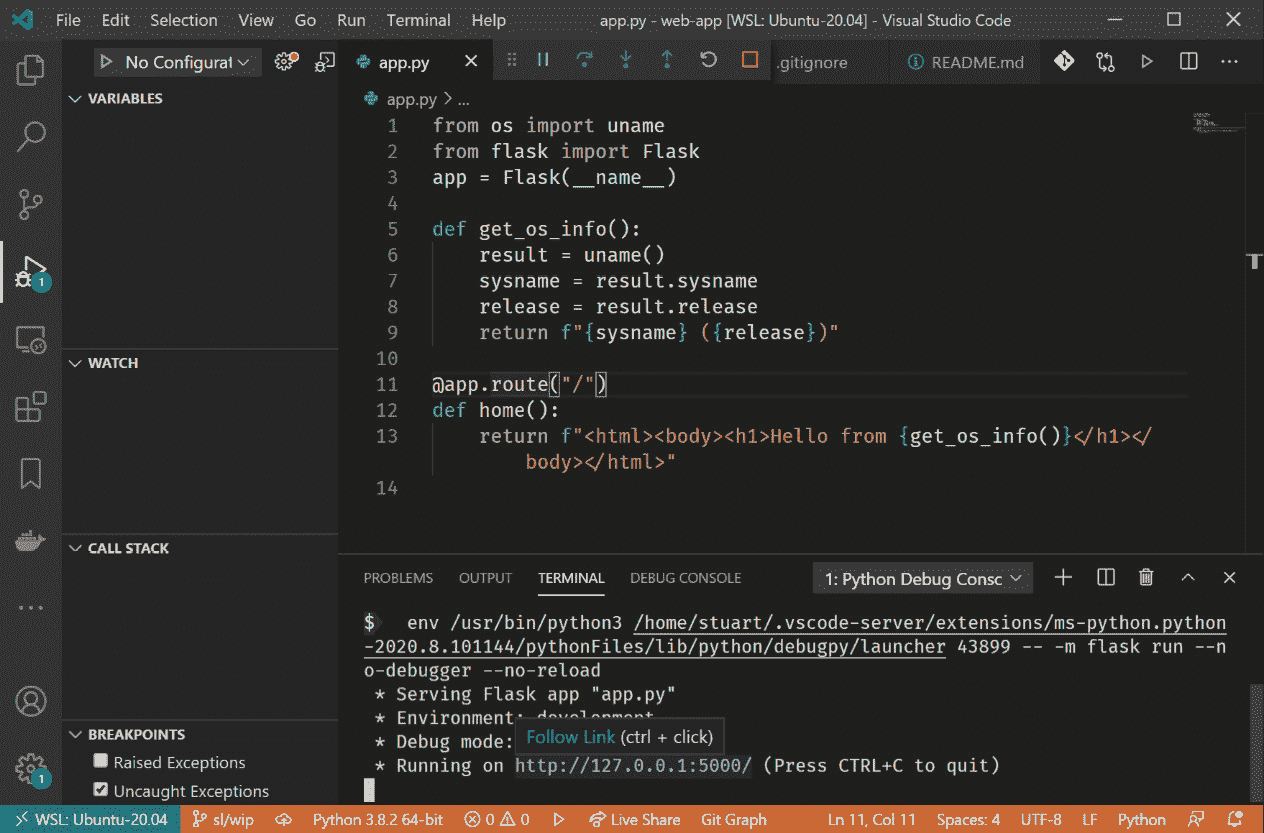 File Edit Selection View Go Run Terminal Help app.py - web-app [WSL: Ubuntu-20.04] - Visual Studio Code
No Configurat app.py .gitignore README.md
VARIABLES
app.py > ...
1 from os import uname
2 from flask import Flask
3 app = Flask(__name__)
4
5 def get_os_info():
6 result = uname()
7 sysname = result.sysname
8 release = result.release
9 return f"{sysname} ({release})"
10
11 @app.route("/")
12 def home():
13 return f"<html><body><h1>Hello from {get_os_info()}</h1></
body></html>"
14
WATCH
CALL STACK
BREAKPOINTS
Raised Exceptions
Uncaught Exceptions
1
1
PROBLEMS OUTPUT TERMINAL DEBUG CONSOLE 1: Python Debug Consc
$ env /usr/bin/python3 /home/stuart/.vscode-server/extensions/ms-python.python
-2020.8.101144/pythonFiles/lib/python/debugpy/launcher 43899 -- -m flask run --n
o-debugger --no-reload
* Serving Flask app "app.py"
* Environment: development
* Debug mode:
Follow Link (ctrl + click)
* Running on http://127.0.0.1:5000/ (Press CTRL+C to quit)
WSL: Ubuntu-20.04 sl/wip Python 3.8.2 64-bit 0 0 Live Share Git Graph Ln 11, Col 11 Spaces: 4 UTF-8 LF Python